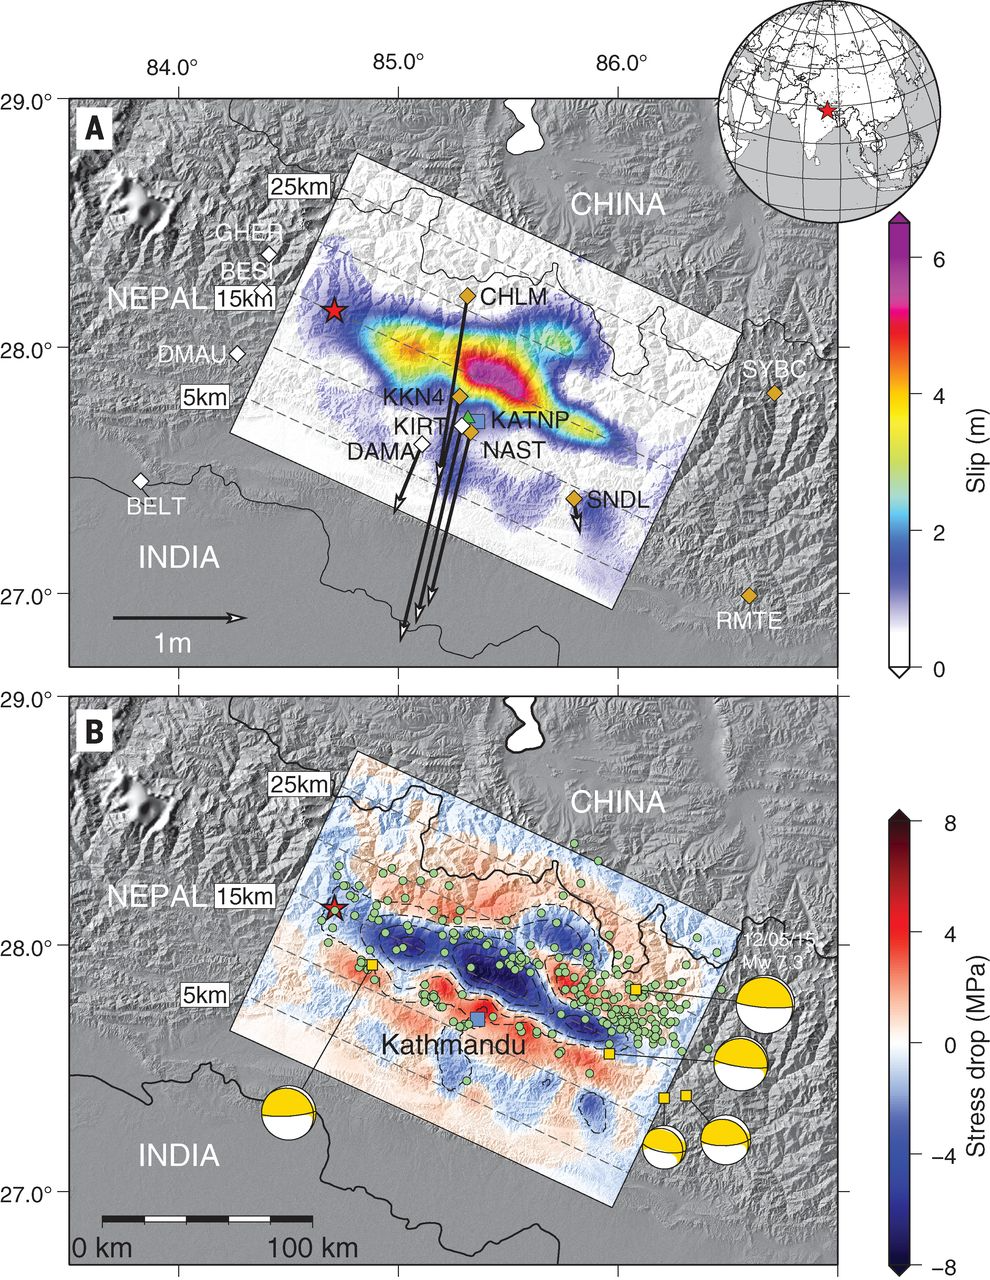 84.0°
85.0°
86.0°
29.0°
A
25km
CHINA
GHER
BESI
NEPAL
15km
CHLM
28.0°
DMAU
SYBC
5km
KKN4
KIRT
KATNP
DAMA
NAST
BELT
SNDL
INDIA
27.0°
RMTE
1m
6
4
2
0
Slip (m)
29.0°
B
25km
CHINA
NEPAL
15km
28.0°
12/05/15
Mw 7.3
5km
Kathmandu
INDIA
27.0°
0 km
100 km
8
4
0
−4
−8
Stress drop (MPa)